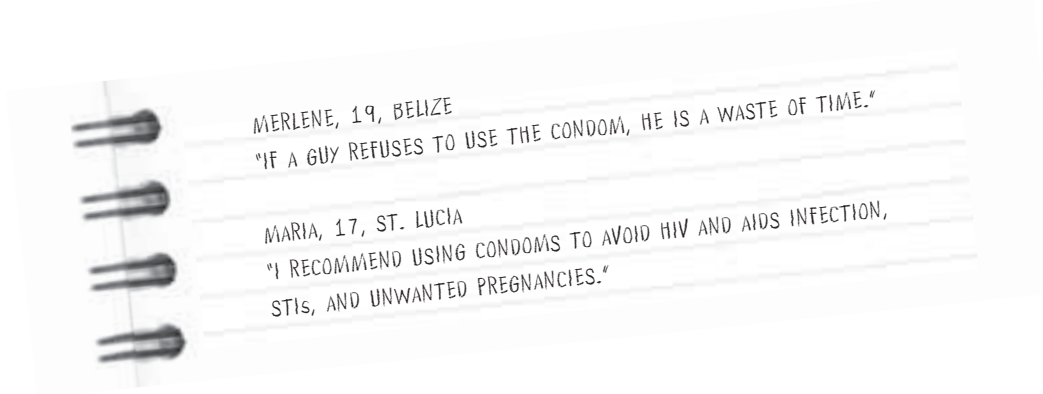 MERLENE, 19, BELIZE
"IF A GUY REFUSES TO USE THE CONDOM, HE IS A WASTE OF TIME."
MARIA, 17, ST. LUCIA
"I RECOMMEND USING CONDOMS TO AVOID HIV AND AIDS INFECTION,
STIs, AND UNWANTED PREGNANCIES."